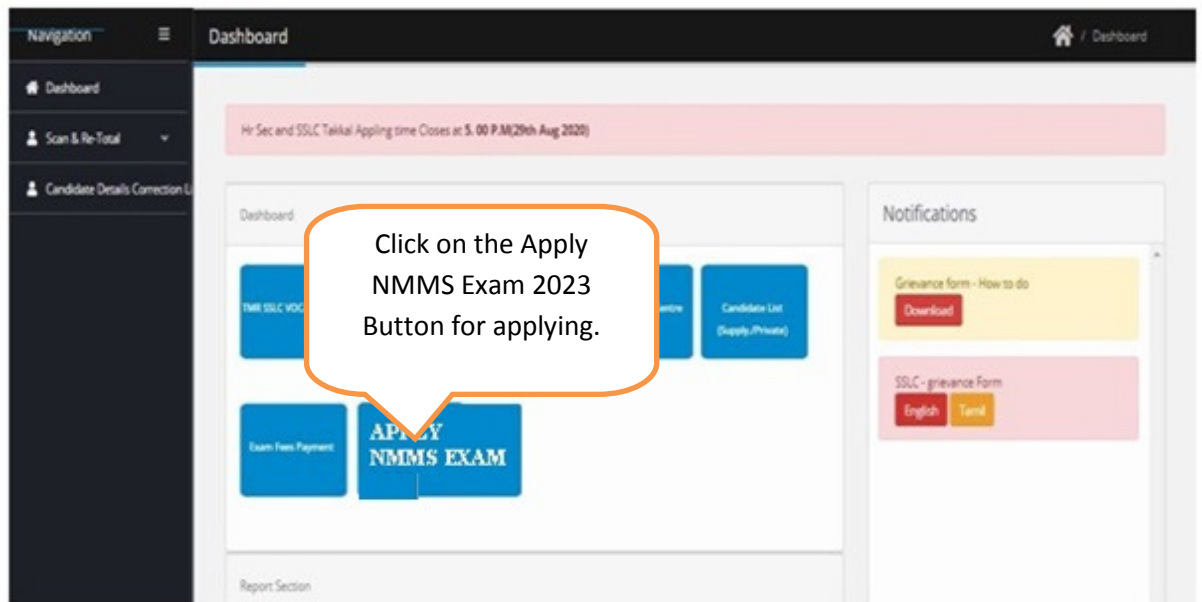 Navigation
Dashboard
/ Dashboard
Dashboard
Scan & Re-Total
Candidate Details Correction Li
Hr Sec and SSLC Takkal Appling time Closes at 5. 00 P.M(29th Aug 2020)
Dashboard
Click on the Apply
NMMS Exam 2023
Button for applying.
TMR SSLC VOC
entre
Candidate List
(Supply./Private)
Exam Fees Payment
APPLY
NMMS EXAM
Notifications
Grievance form - How to do
Download
SSLC - grievance Form
English Tamil
Report Section